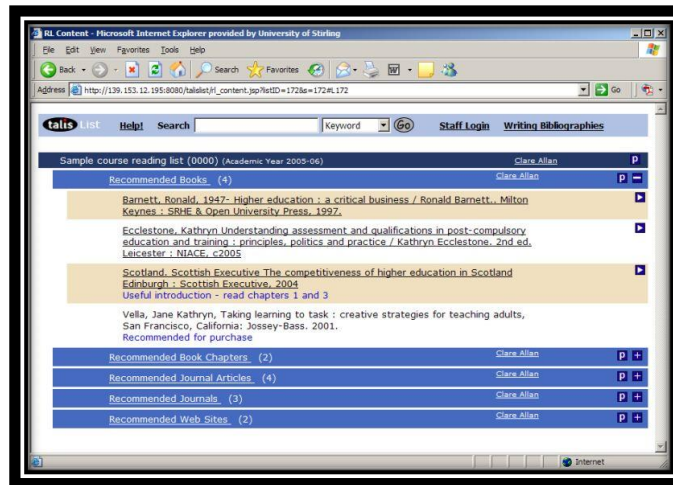 RL Content - Microsoft Internet Explorer provided by University of Stirling
File Edit View Favorites Tools Help
Back Search Favorites
Address http://139.153.12.195:8080/talislist/rl_content.jsp?listID=172&s=172#L172 Go
talis List Help! Search Keyword Go Staff Login Writing Bibliographies
Sample course reading list (0000) (Academic Year 2005-06) Clare Allan p
Recommended Books (4) Clare Allan p
Barnett, Ronald, 1947- Higher education : a critical business / Ronald Barnett.. Milton
Keynes : SRHE & Open University Press, 1997.
Ecclestone, Kathryn Understanding assessment and qualifications in post-compulsory
education and training : principles, politics and practice / Kathryn Ecclestone. 2nd ed.
Leicester : NIACE, c2005
Scotland. Scottish Executive The competitiveness of higher education in Scotland
Edinburgh : Scottish Executive, 2004
Useful introduction - read chapters 1 and 3
Vella, Jane Kathryn, Taking learning to task : creative strategies for teaching adults,
San Francisco, California: Jossey-Bass. 2001.
Recommended for purchase
Recommended Book Chapters (2) Clare Allan p +
Recommended Journal Articles (4) Clare Allan p +
Recommended Journals (3) Clare Allan p +
Recommended Web Sites (2) Clare Allan p +
Internet